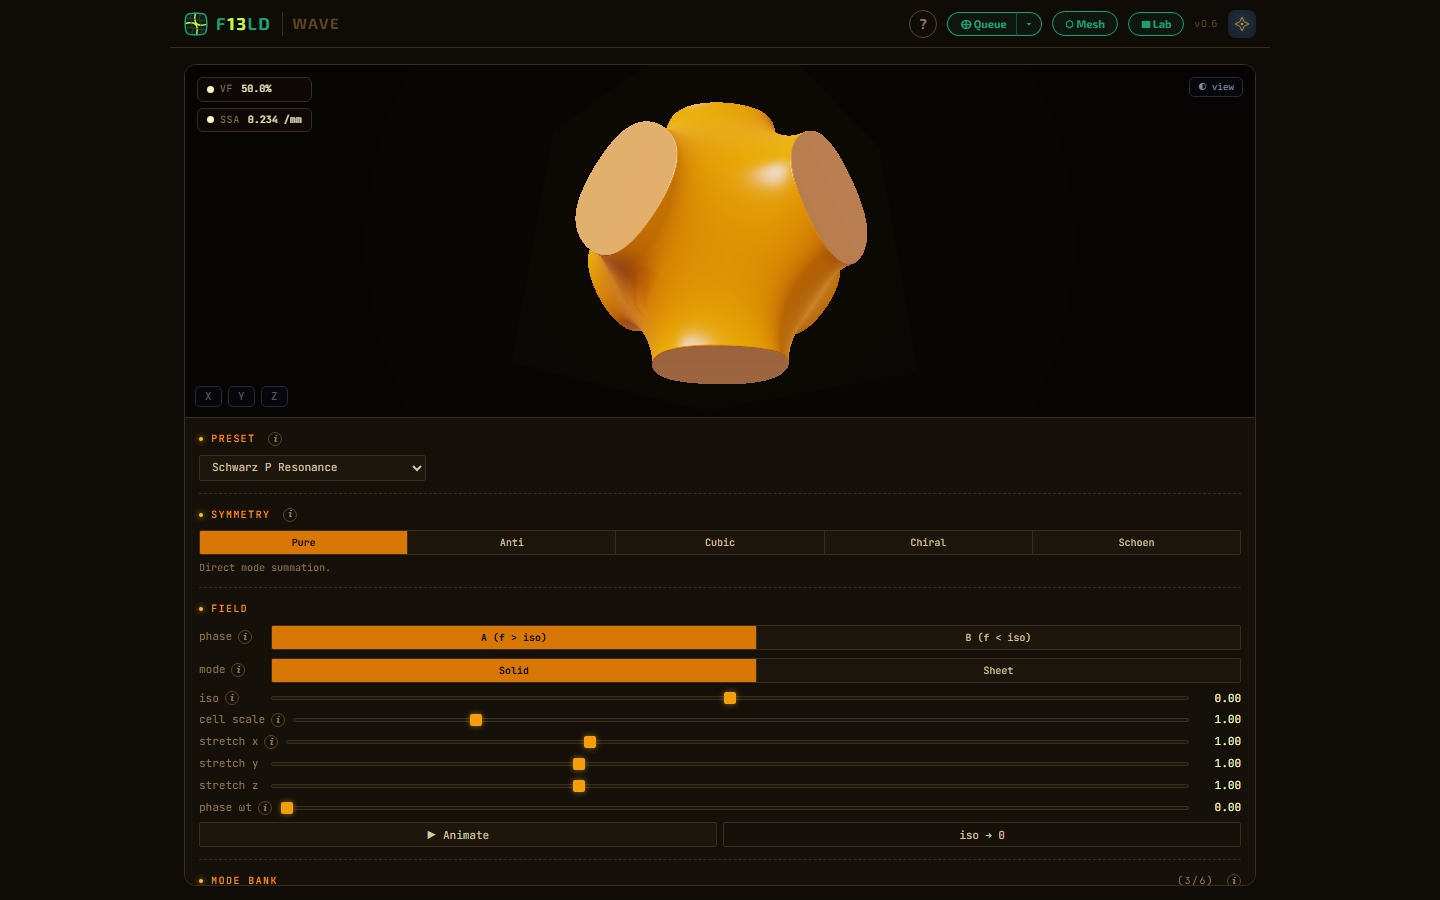 F13LD WAVE
? Queue Mesh Lab v0.6
VF 50.0%
view
SSA 0.234 /mm
X Y Z
PRESET i
Schwarz P Resonance
SYMMETRY i
Pure Anti Cubic Chiral Schoen
Direct mode summation.
FIELD
phase i A (f > iso) B (f < iso)
mode i Solid Sheet
iso i 0.00
cell scale i 1.00
stretch x i 1.00
stretch y 1.00
stretch z 1.00
phase ωt i 0.00
▶ Animate iso → 0
MODE BANK (3/6) i